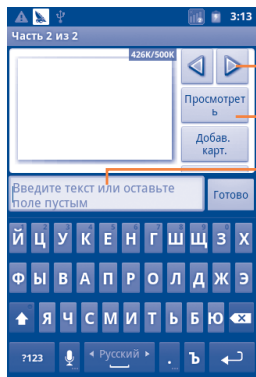 3:13
Часть 2 из 2
426K/500K
Просмотрет
ь
Добав.
карт.
Введите текст или оставьте
поле пустым
Готово
Й Ц У К Е Н Г Ш Щ З Х
Ф Ы В А П Р О Л Д Ж Э
Я Ч С М И Т Ь Б Ю
?123 Русский . Ъ